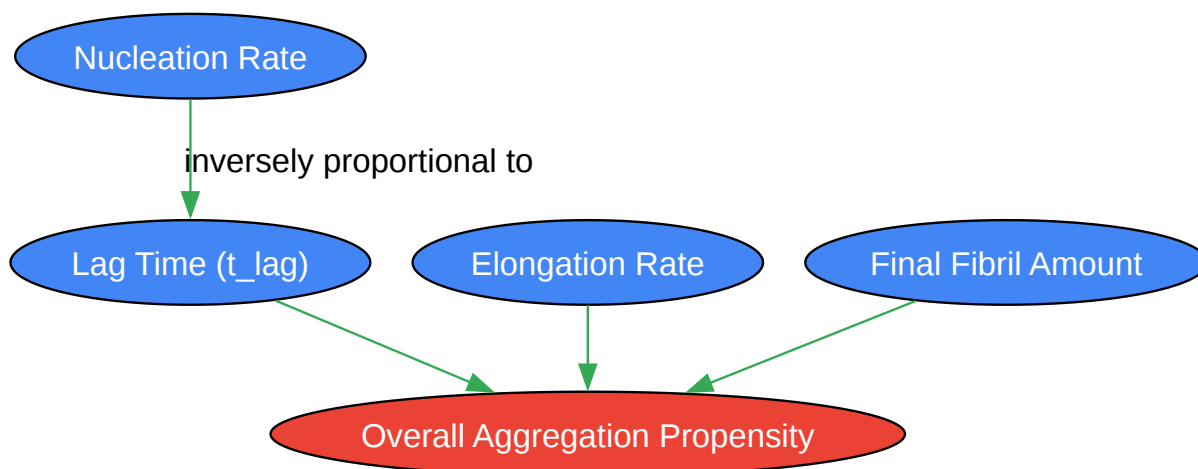 Nucleation Rate
inversely proportional to
Lag Time (t_lag)
Elongation Rate
Final Fibril Amount
Overall Aggregation Propensity